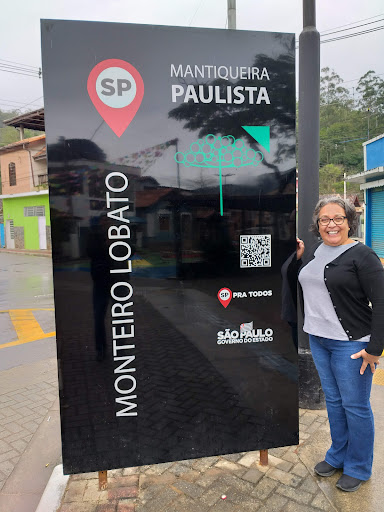 SP
MANTIQUEIRA
PAULISTA
MONTEIRO LOBATO
SP
PRA TODOS
SÃO PAULO
GOVERNO DO ESTADO